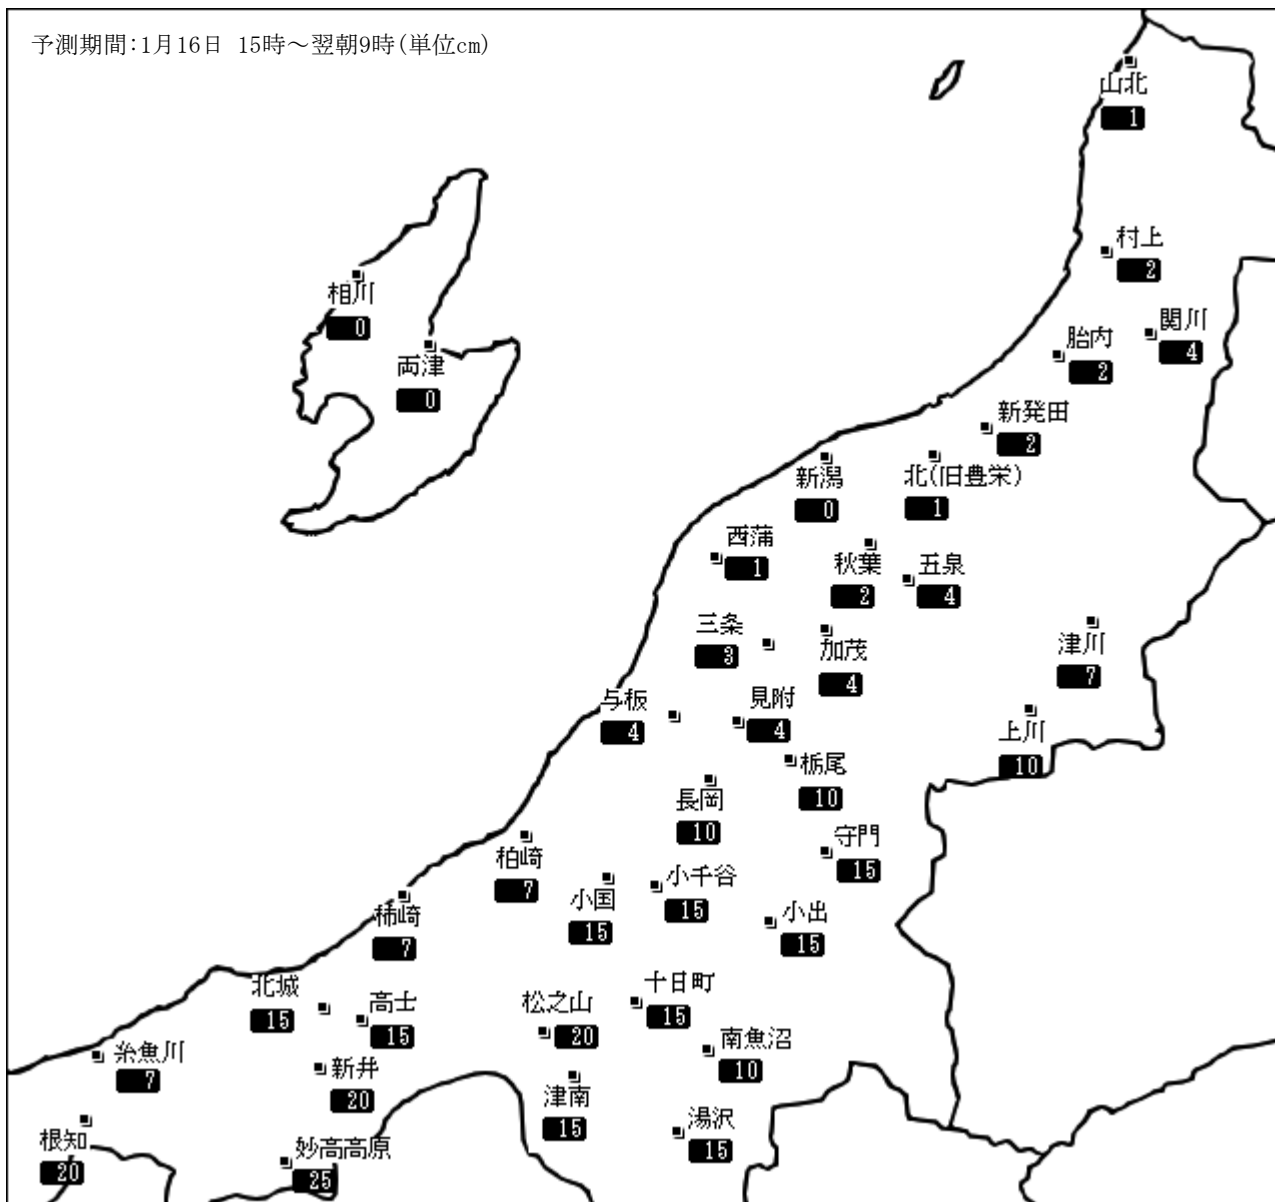 予測期間:1月16日 15時～翌朝9時(単位cm)
山北
1
村上
2
相川
0
関川
4
胎内
2
両津
0
新発田
2
新潟
0
北(旧豊栄)
1
西蒲
1
秋葉
2
五泉
4
三条
3
加茂
4
津川
7
与板
4
見附
4
上川
10
栃尾
10
長岡
10
守門
15
柏崎
7
小千谷
15
小国
15
小出
15
柿崎
7
北城
15
高士
15
松之山
20
十日町
15
南魚沼
10
糸魚川
7
新井
20
津南
15
湯沢
15
根知
20
妙高高原
25